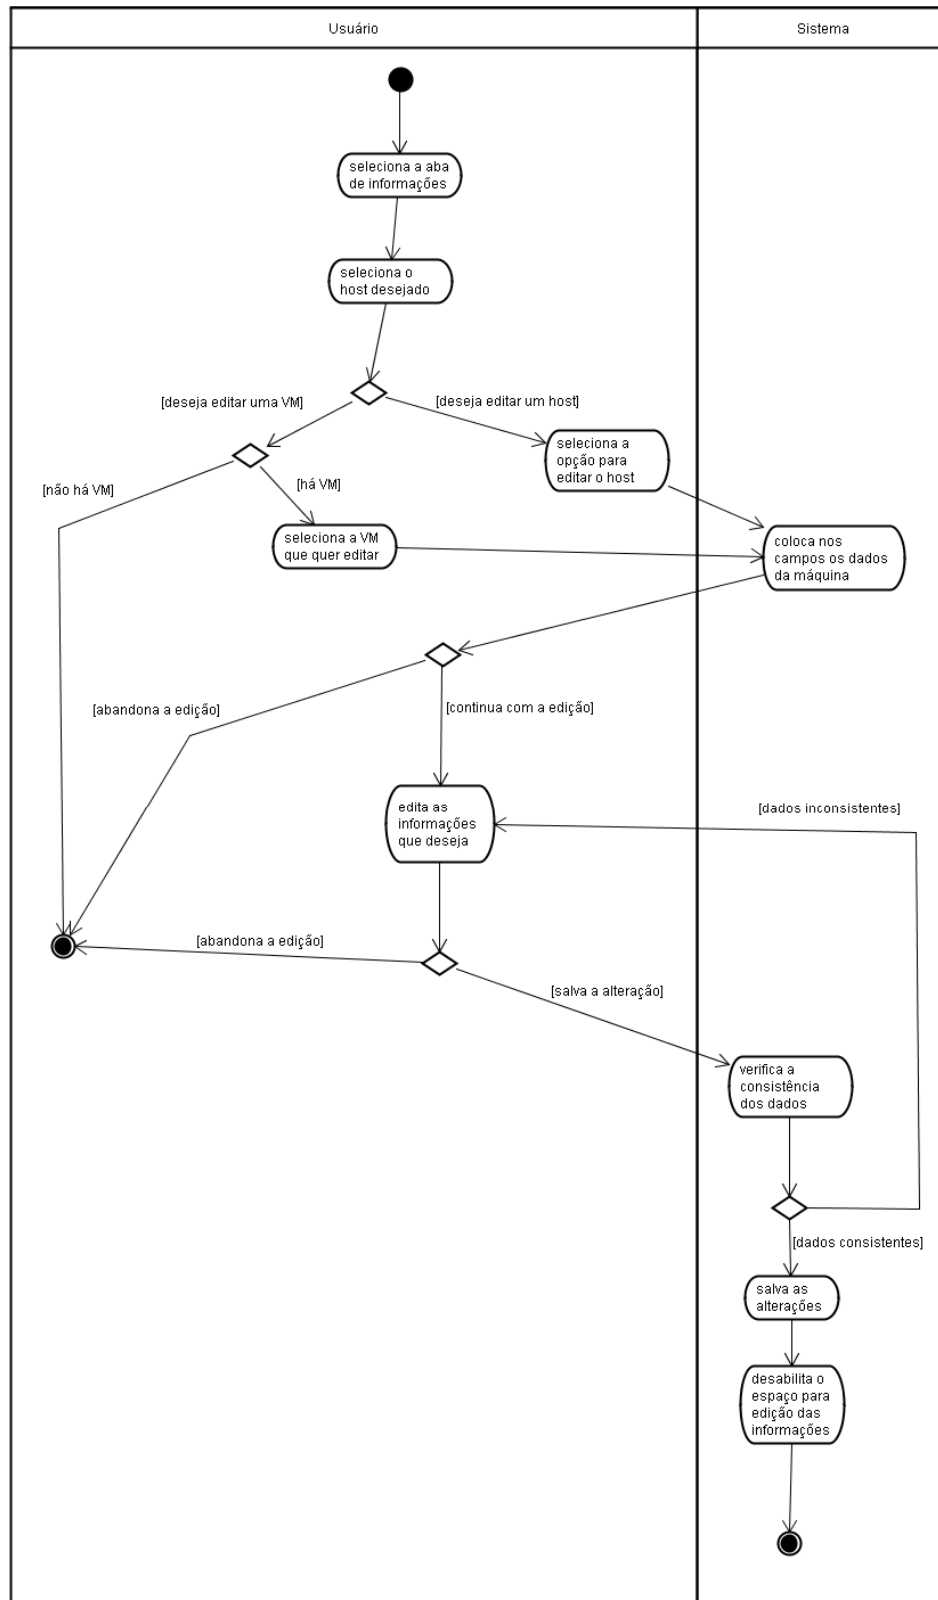 Usuário
Sistema
seleciona a aba
de informações
seleciona o
host desejado
[deseja editar uma VM]
[deseja editar um host]
seleciona a
opção para
editar o host
[não há VM]
[há VM]
seleciona a VM
que quer editar
coloca nos
campos os dados
da máquina
[abandona a edição]
[continua com a edição]
edita as
informações
que deseja
[dados inconsistentes]
[abandona a edição]
[salva a alteração]
verifica a
consistência
dos dados
[dados consistentes]
salva as
alterações
desabilita o
espaço para
edição das
informações